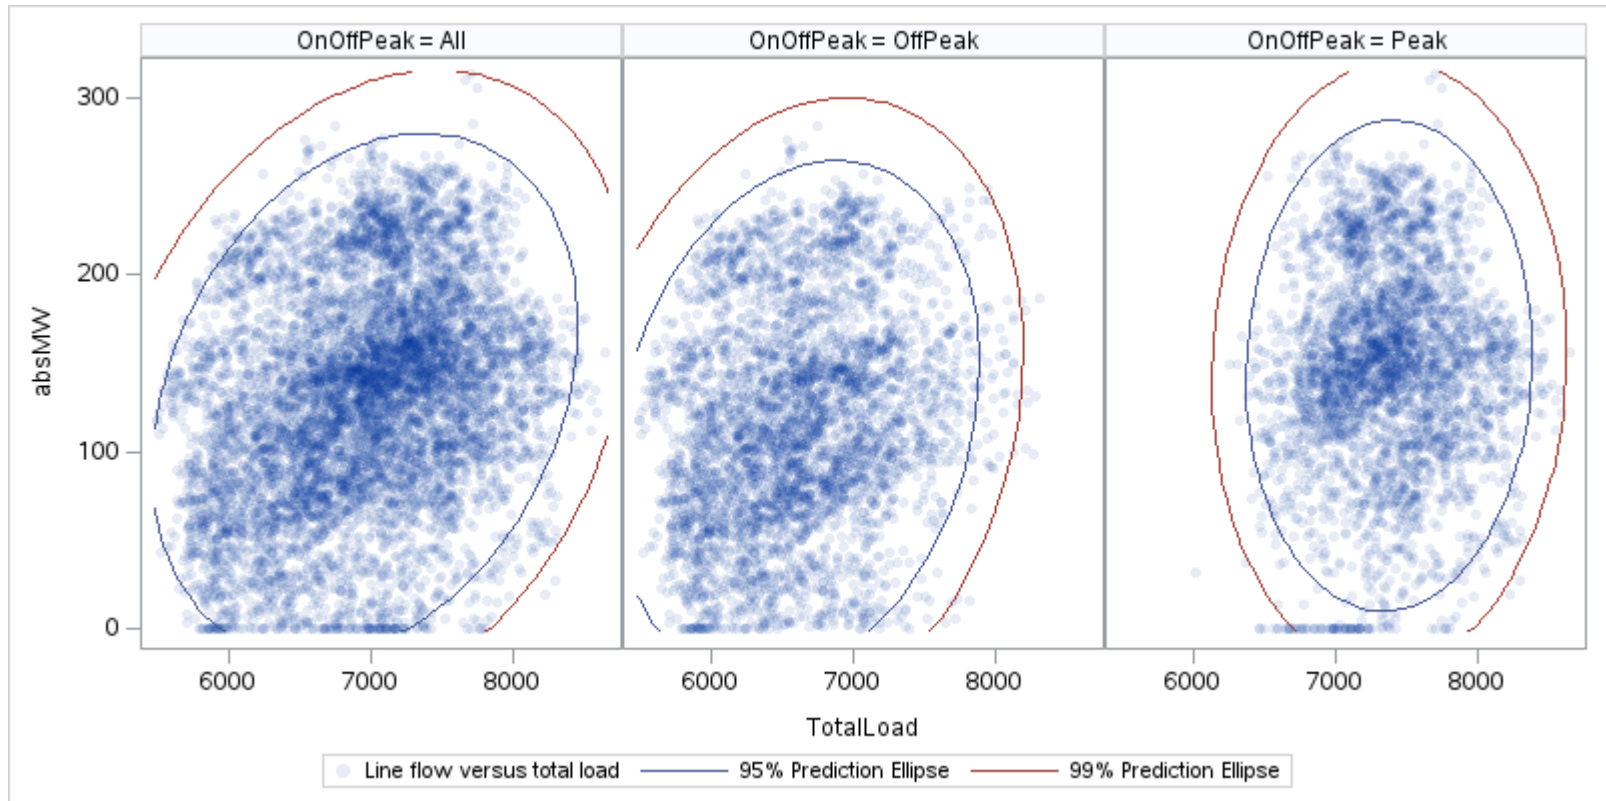 OnOffPeak = All
OnOffPeak = OffPeak
OnOffPeak = Peak
absMW
300
200
100
0
6000 7000 8000
6000 7000 8000
6000 7000 8000
TotalLoad
Line flow versus total load
95% Prediction Ellipse
99% Prediction Ellipse